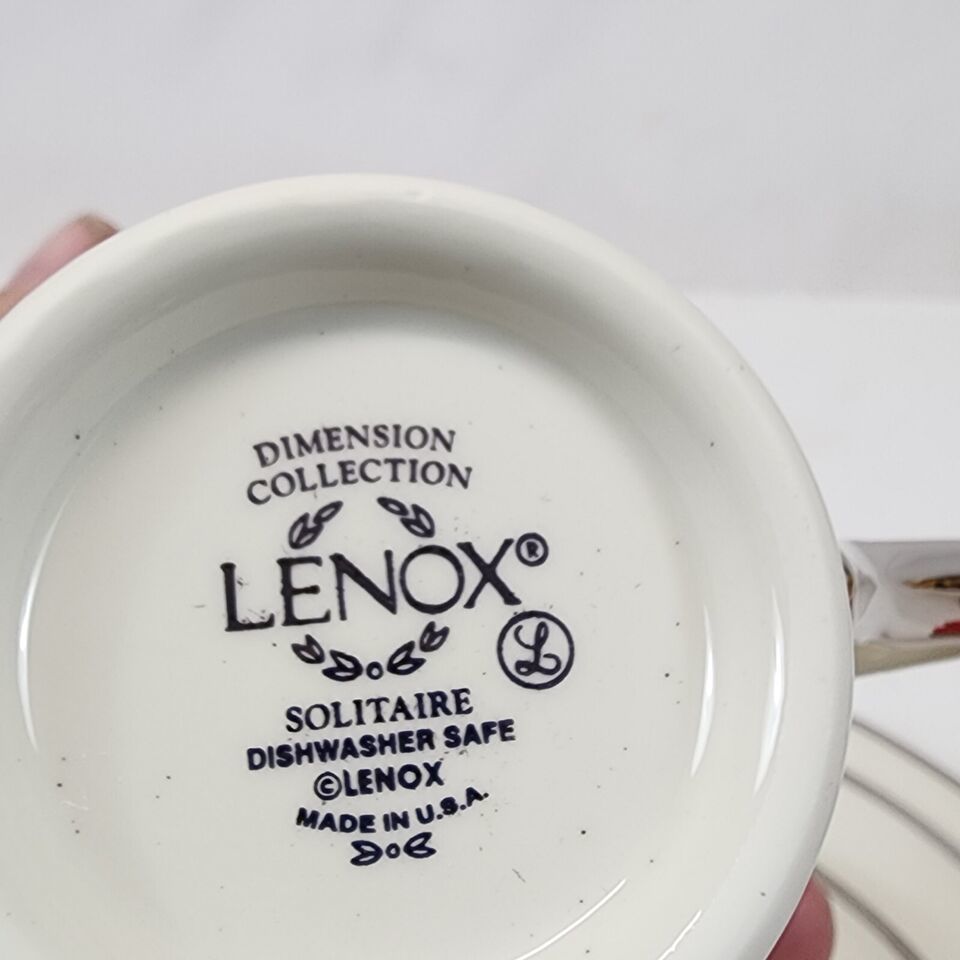 DIMENSION
COLLECTION
LENOX®
L
SOLITAIRE
DISHWASHER SAFE
©LENOX
MADE IN U.S.A.